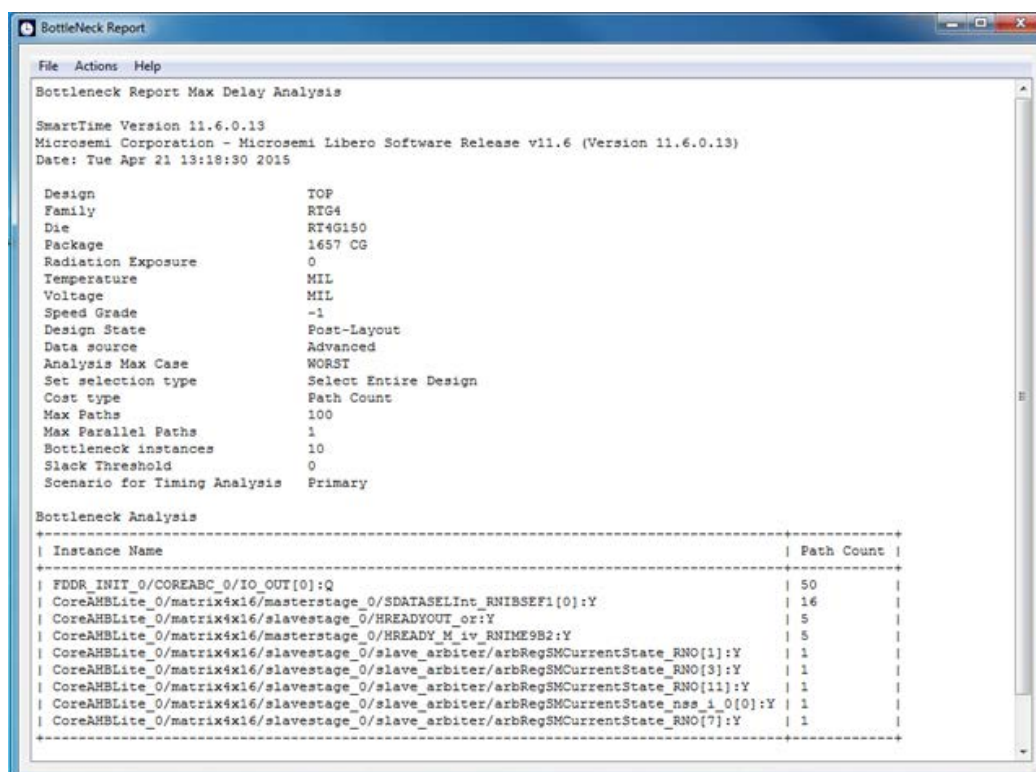 BottleNeck Report
File Actions Help
Bottleneck Report Max Delay Analysis
SmartTime Version 11.6.0.13
Microsemi Corporation - Microsemi Libero Software Release v11.6 (Version 11.6.0.13)
Date: Tue Apr 21 13:18:30 2015
Design TOP
Family RTG4
Die RT4G150
Package 1657 CG
Radiation Exposure 0
Temperature MIL
Voltage MIL
Speed Grade -1
Design State Post-Layout
Data source Advanced
Analysis Max Case WORST
Set selection type Select Entire Design
Cost type Path Count
Max Paths 100
Max Parallel Paths 1
Bottleneck instances 10
Slack Threshold 0
Scenario for Timing Analysis Primary
Bottleneck Analysis
| Instance Name | Path Count |
| FDDR_INIT_0/COREABC_0/IO_OUT[0]:Q | 50 |
| CoreAHBLite_0/matrix4x16/masterstage_0/SDATASELInt_RNIBSEF1[0]:Y | 16 |
| CoreAHBLite_0/matrix4x16/slavestage_0/HREADYOUT_or:Y | 5 |
| CoreAHBLite_0/matrix4x16/masterstage_0/HREADY_M_iv_RNIME9B2:Y | 5 |
| CoreAHBLite_0/matrix4x16/slavestage_0/slave_arbiter/arbRegSMCurrentState_RNO[1]:Y | 1 |
| CoreAHBLite_0/matrix4x16/slavestage_0/slave_arbiter/arbRegSMCurrentState_RNO[3]:Y | 1 |
| CoreAHBLite_0/matrix4x16/slavestage_0/slave_arbiter/arbRegSMCurrentState_RNO[11]:Y | 1 |
| CoreAHBLite_0/matrix4x16/slavestage_0/slave_arbiter/arbRegSMCurrentState_nss_i_0[0]:Y | 1 |
| CoreAHBLite_0/matrix4x16/slavestage_0/slave_arbiter/arbRegSMCurrentState_RNO[7]:Y | 1 |